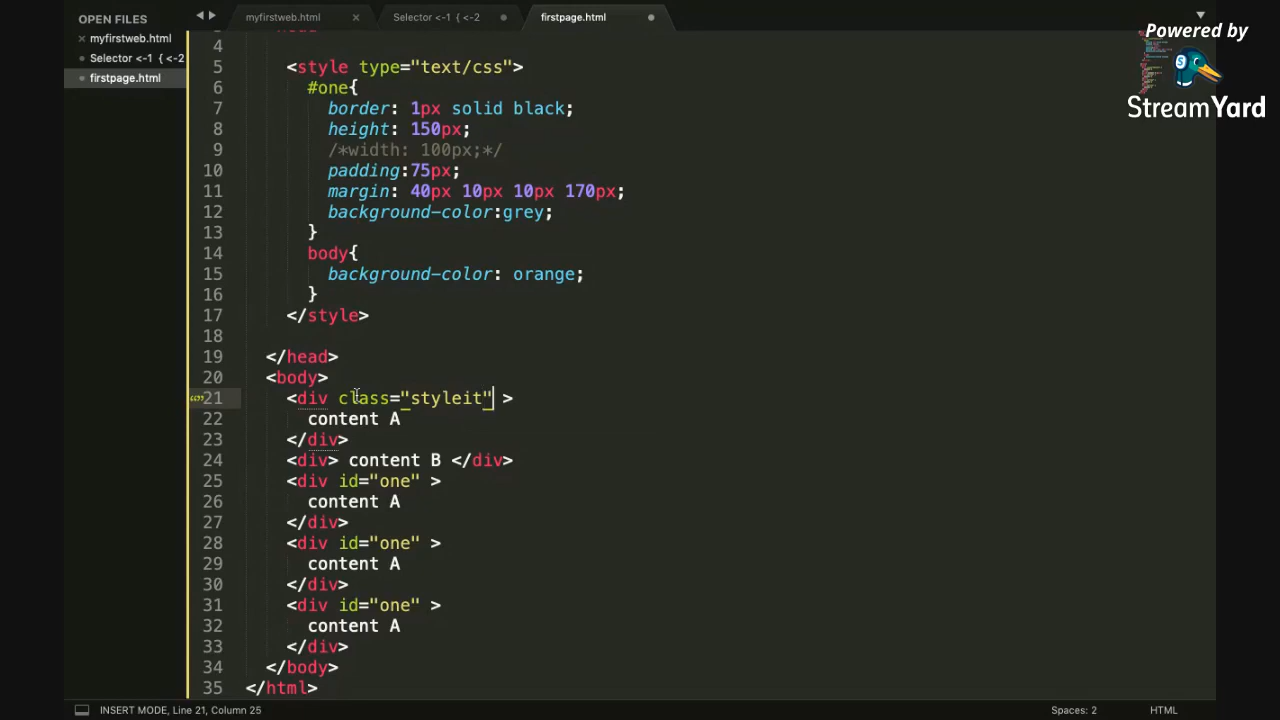 OPEN FILES
myfirstweb.html
Selector <-1 { <-2
firstpage.html
myfirstweb.html
Selector <-1 { <-2
firstpage.html
Powered by
StreamYard
4
5 <style type="text/css">
6 #one{
7 border: 1px solid black;
8 height: 150px;
9 /*width: 100px;*/
10 padding:75px;
11 margin: 40px 10px 10px 170px;
12 background-color:grey;
13 }
14 body{
15 background-color: orange;
16 }
17 </style>
18
19 </head>
20 <body>
21 <div class="styleit" >
22 content A
23 </div>
24 <div> content B </div>
25 <div id="one" >
26 content A
27 </div>
28 <div id="one" >
29 content A
30 </div>
31 <div id="one" >
32 content A
33 </div>
34 </body>
35 </html>
INSERT MODE, Line 21, Column 25
Spaces: 2
HTML